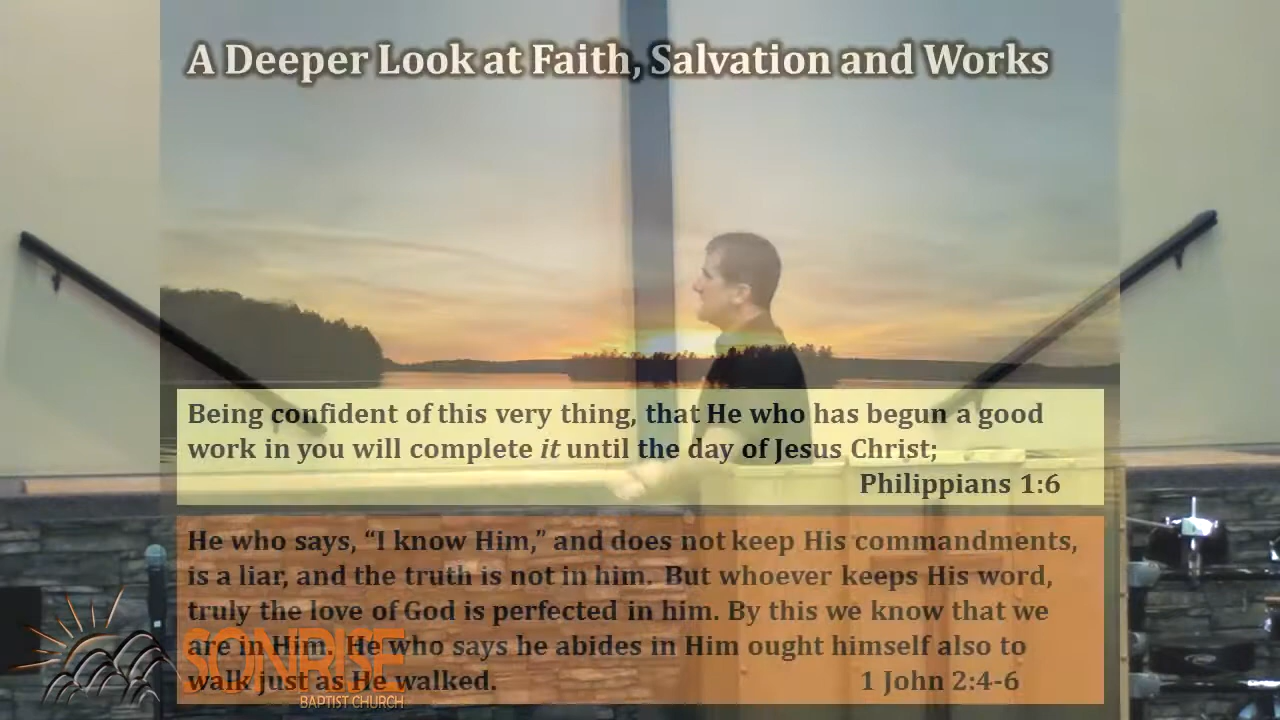 A Deeper Look at Faith, Salvation and Works
Being confident of this very thing, that He who has begun a good
work in you will complete it until the day of Jesus Christ;
Philippians 1:6
He who says, “I know Him,” and does not keep His commandments,
is a liar, and the truth is not in him. But whoever keeps His word,
truly the love of God is perfected in him. By this we know that we
are in Him. He who says he abides in Him ought himself also to
walk just as He walked.
1 John 2:4-6
SONRISE
BAPTIST CHURCH